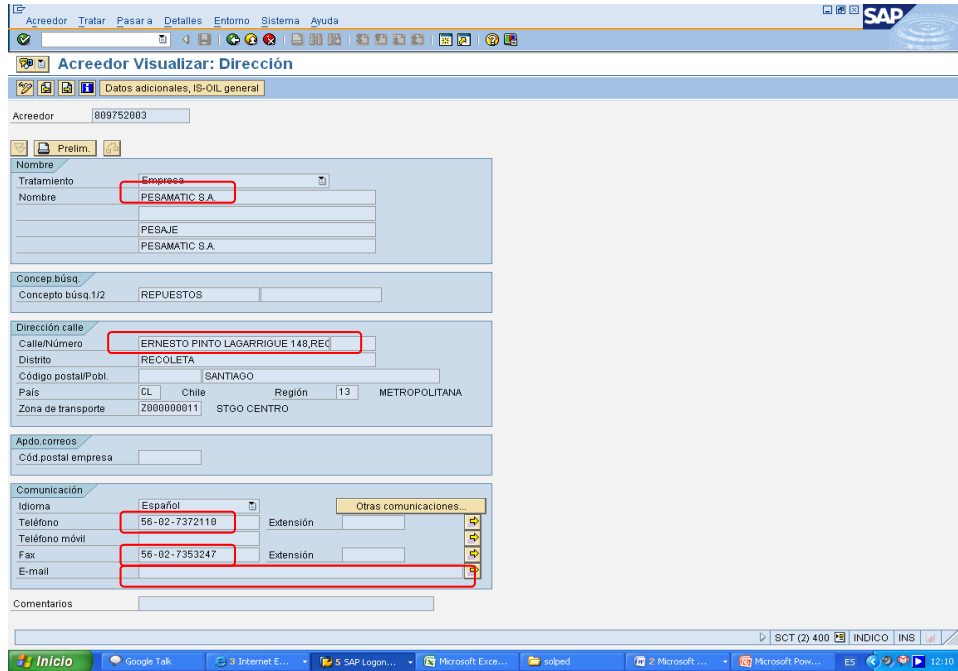 Acreedor Tratar Pasar a Detalles Entorno Sistema Ayuda
SAP
Acreedor Visualizar: Dirección
Datos adicionales, IS-OIL general
Acreedor 809752003
Prelim.
Nombre
Tratamiento Empresa
Nombre PESAMATIC S.A.
PESAJE
PESAMATIC S.A.
Concep.búsq.
Concepto búsq.1/2 REPUESTOS
Dirección calle
Calle/Número ERNESTO PINTO LAGARRIGUE 148,REC
Distrito RECOLETA
Código postal/Pobl. SANTIAGO
País CL Chile Región 13 METROPOLITANA
Zona de transporte Z000000011 STGO CENTRO
Apdo.correos
Cód.postal empresa
Comunicación
Idioma Español Otras comunicaciones...
Teléfono 56-02-7372110 Extensión
Teléfono móvil
Fax 56-02-7353247 Extensión
E-mail
Comentarios
SCT (2) 400 INDICO INS
Inicio Google Talk 3 Internet E... 5 SAP Logon... Microsoft Exce... solped 2 Microsoft ... Microsoft Pow... ES 12:10